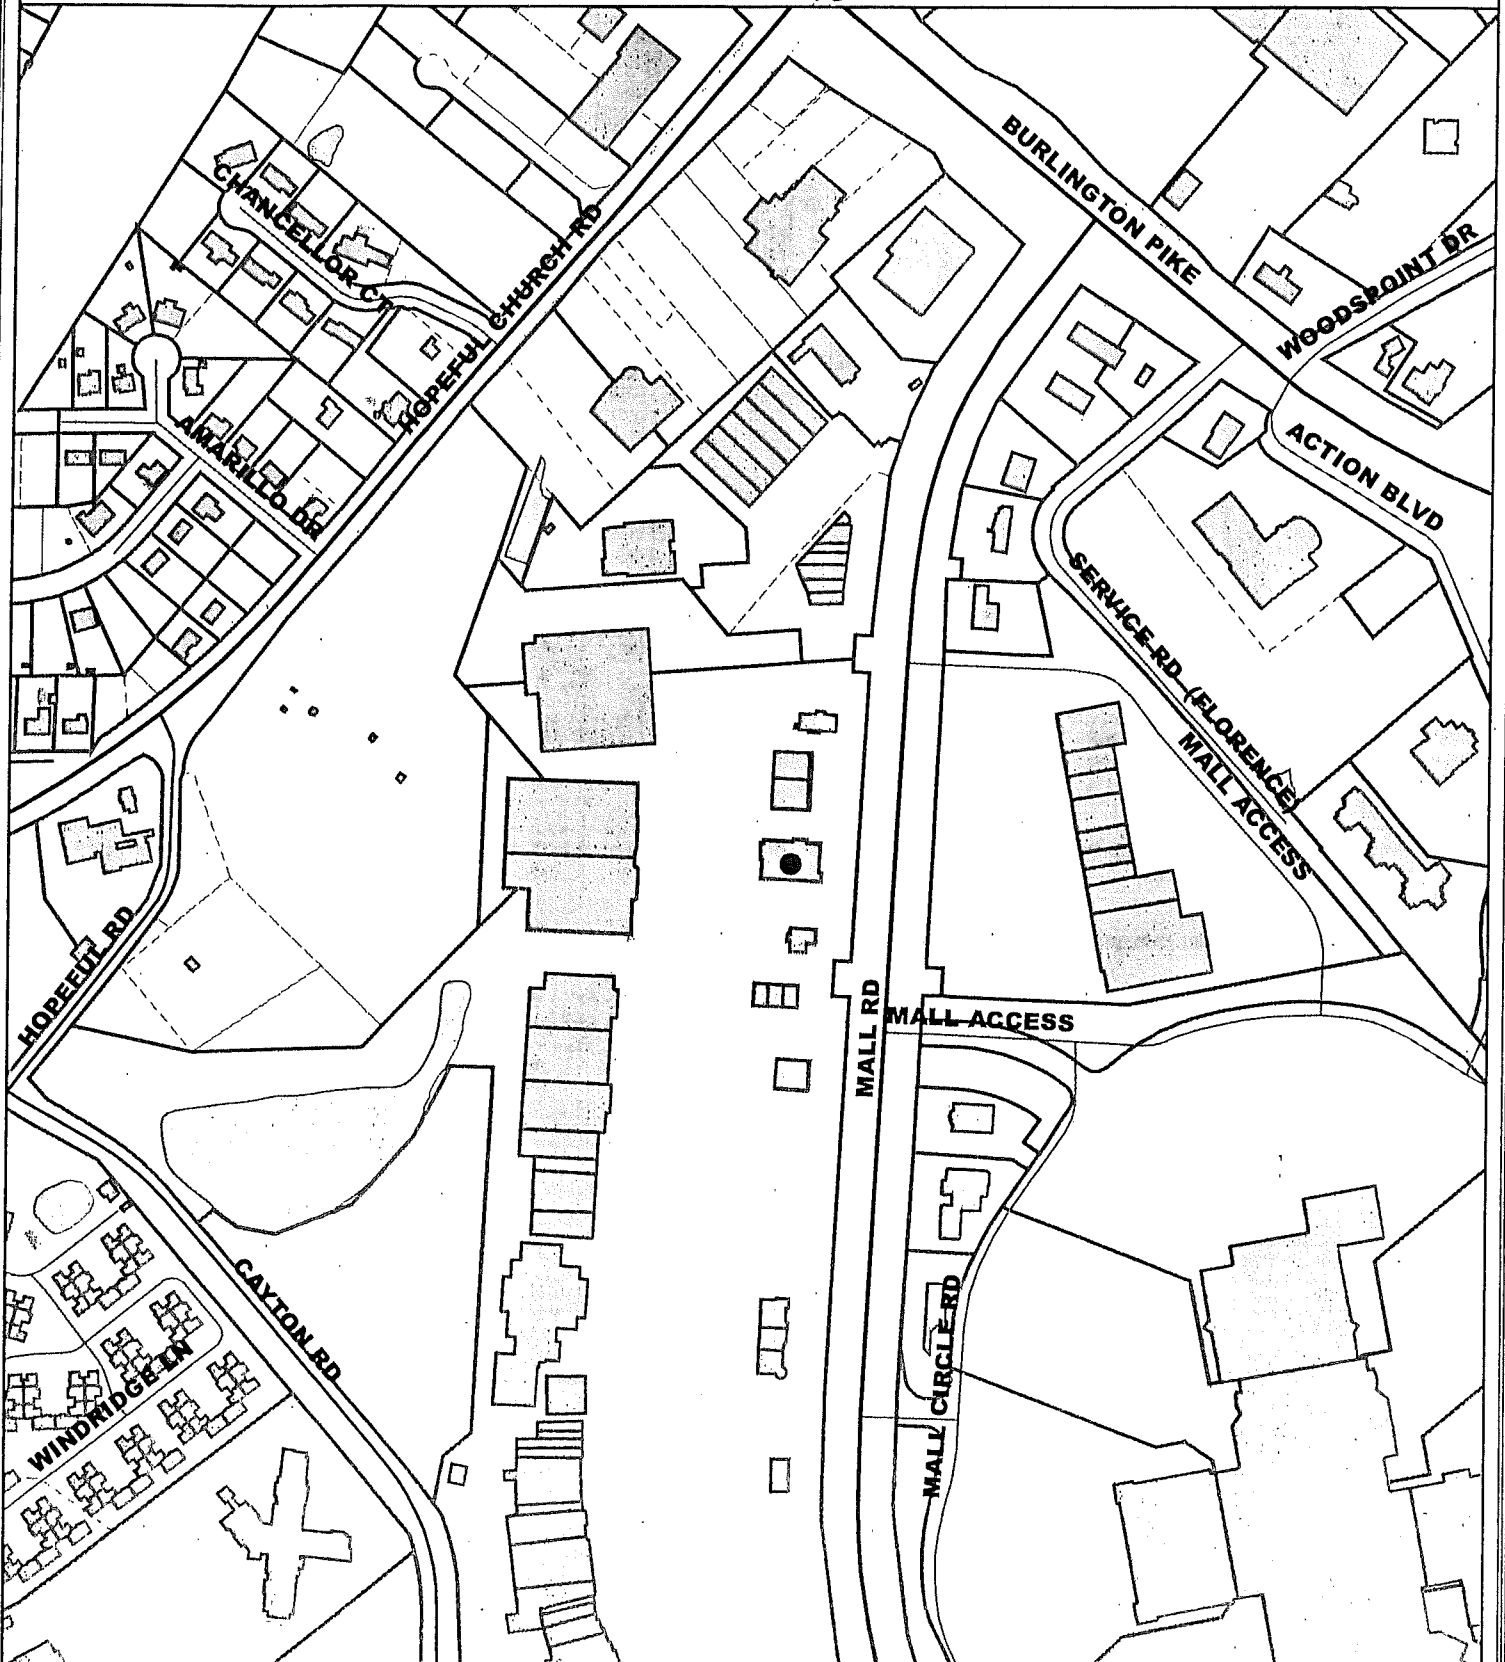 BURLINGTON PIKE
CHANCELLOR CT
HOPEFUL CHURCH RD
WOODSPOINT DR
AMARILLO DR
ACTION BLVD
SERVICE RD (FLORENCE)
MALL ACCESS
HOPEFUL RD
MALL RD
MALL ACCESS
CAYTON RD
WINDRIDGE LN
MALL CIRCLE RD